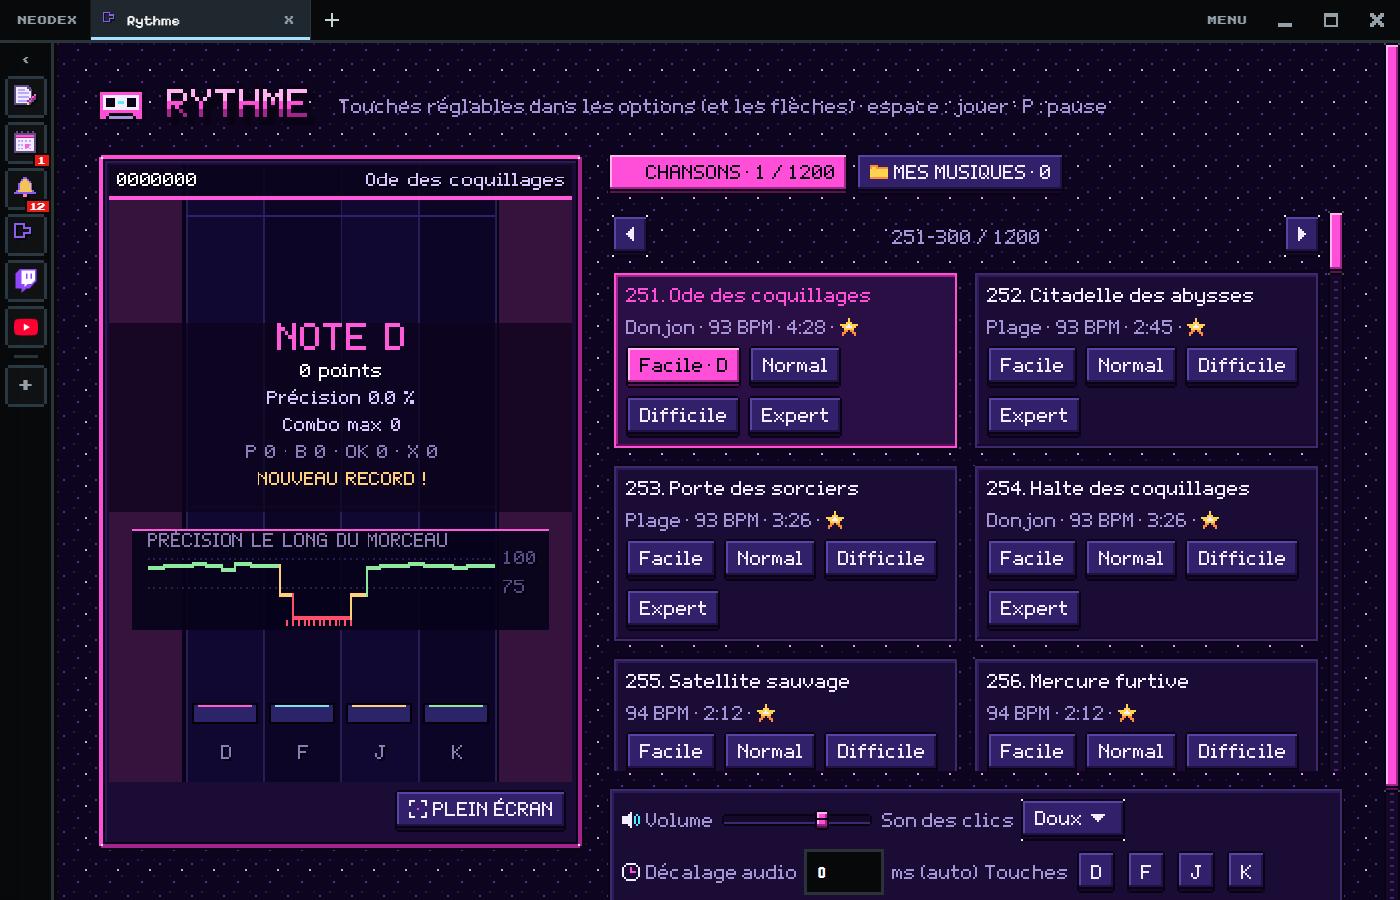 NEODEX
Rythme
MENU
1
12
RYTHME
Touches réglables dans les options (et les flèches) · espace : jouer · P : pause
0000000
Ode des coquillages
NOTE D
0 points
Précision 0.0 %
Combo max 0
P 0 · B 0 · OK 0 · X 0
NOUVEAU RECORD !
PRÉCISION LE LONG DU MORCEAU
100
75
D F J K
PLEIN ÉCRAN
CHANSONS · 1 / 1200
MES MUSIQUES · 0
251-300 / 1200
251. Ode des coquillages
Donjon · 93 BPM · 4:28 ·
Facile · D Normal
Difficile Expert
252. Citadelle des abysses
Plage · 93 BPM · 2:45 ·
Facile Normal Difficile
Expert
253. Porte des sorciers
Plage · 93 BPM · 3:26 ·
Facile Normal Difficile
Expert
254. Halte des coquillages
Donjon · 93 BPM · 3:26 ·
Facile Normal Difficile
Expert
255. Satellite sauvage
94 BPM · 2:12 ·
Facile Normal Difficile
256. Mercure furtive
94 BPM · 2:12 ·
Facile Normal Difficile
Volume Son des clics Doux
Décalage audio 0 ms (auto) Touches D F J K